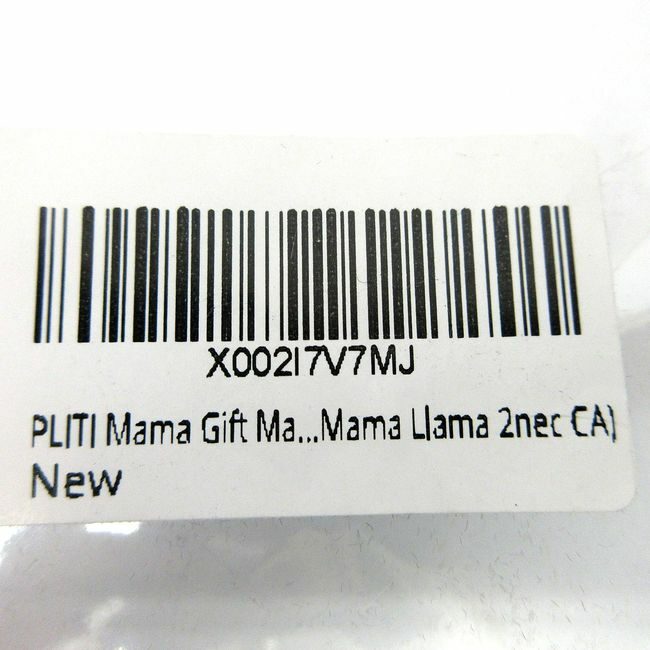 X002I7V7MJ
PLITI Mama Gift Ma...Mama Llama 2nec CA)
New